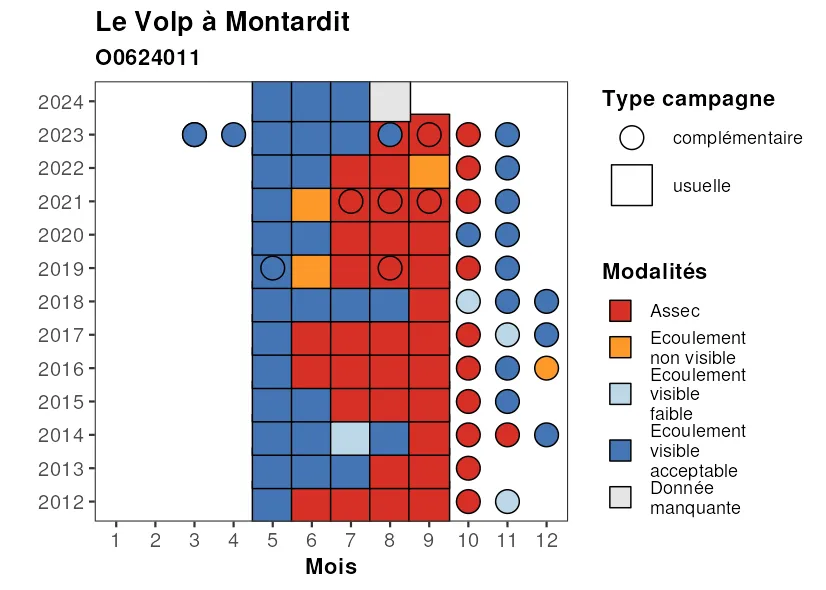 Le Volp à Montardit
O0624011
2024
2023
2022
2021
2020
2019
2018
2017
2016
2015
2014
2013
2012
1 2 3 4 5 6 7 8 9 10 11 12
Mois
Type campagne
complémentaire
usuelle
Modalités
Assec
Ecoulement
non visible
Ecoulement
visible
faible
Ecoulement
visible
acceptable
Donnée
manquante